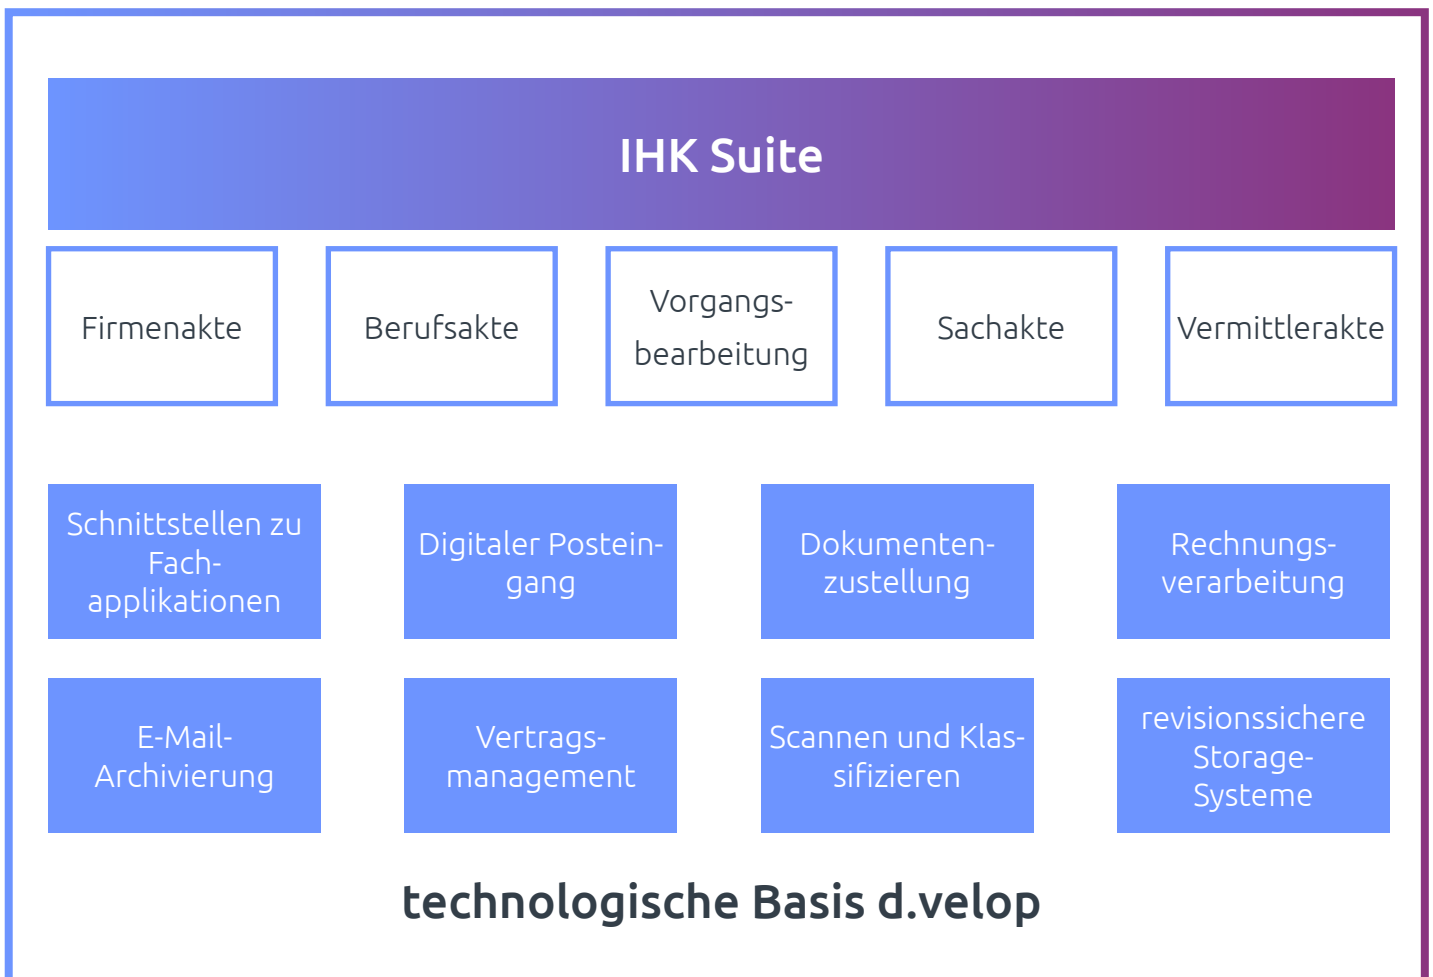 IHK Suite
Firmenakte
Berufsakte
Vorgangs-
bearbeitung
Sachakte
Vermittlerakte
Schnittstellen zu
Fach-
applikationen
Digitaler Postein-
gang
Dokumenten-
zustellung
Rechnungs-
verarbeitung
E-Mail-
Archivierung
Vertrags-
management
Scannen und Klas-
sifizieren
revisionssichere
Storage-
Systeme
technologische Basis d.velop